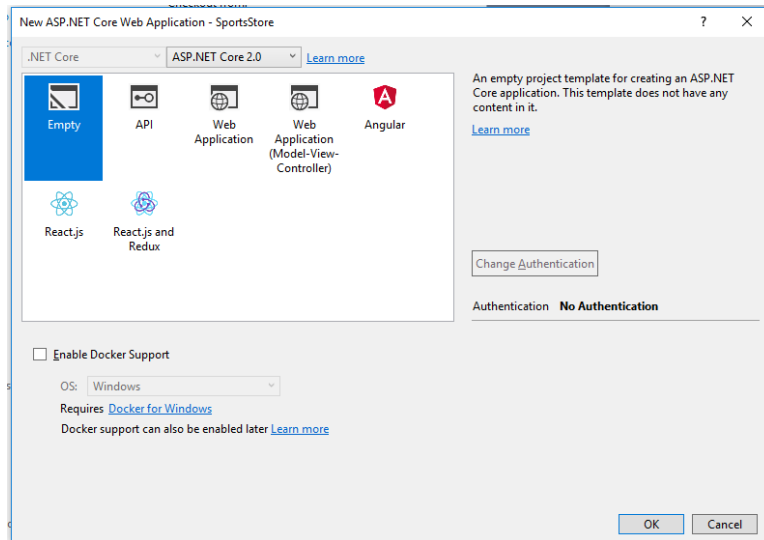 Checkout from:
New ASP.NET Core Web Application - SportsStore
.NET Core
ASP.NET Core 2.0
Learn more
Empty
API
Web
Application
Web
Application
(Model-View-
Controller)
Angular
React.js
React.js and
Redux
An empty project template for creating an ASP.NET
Core application. This template does not have any
content in it.
Learn more
Change Authentication
Authentication No Authentication
Enable Docker Support
OS: Windows
Requires Docker for Windows
Docker support can also be enabled later Learn more
OK
Cancel